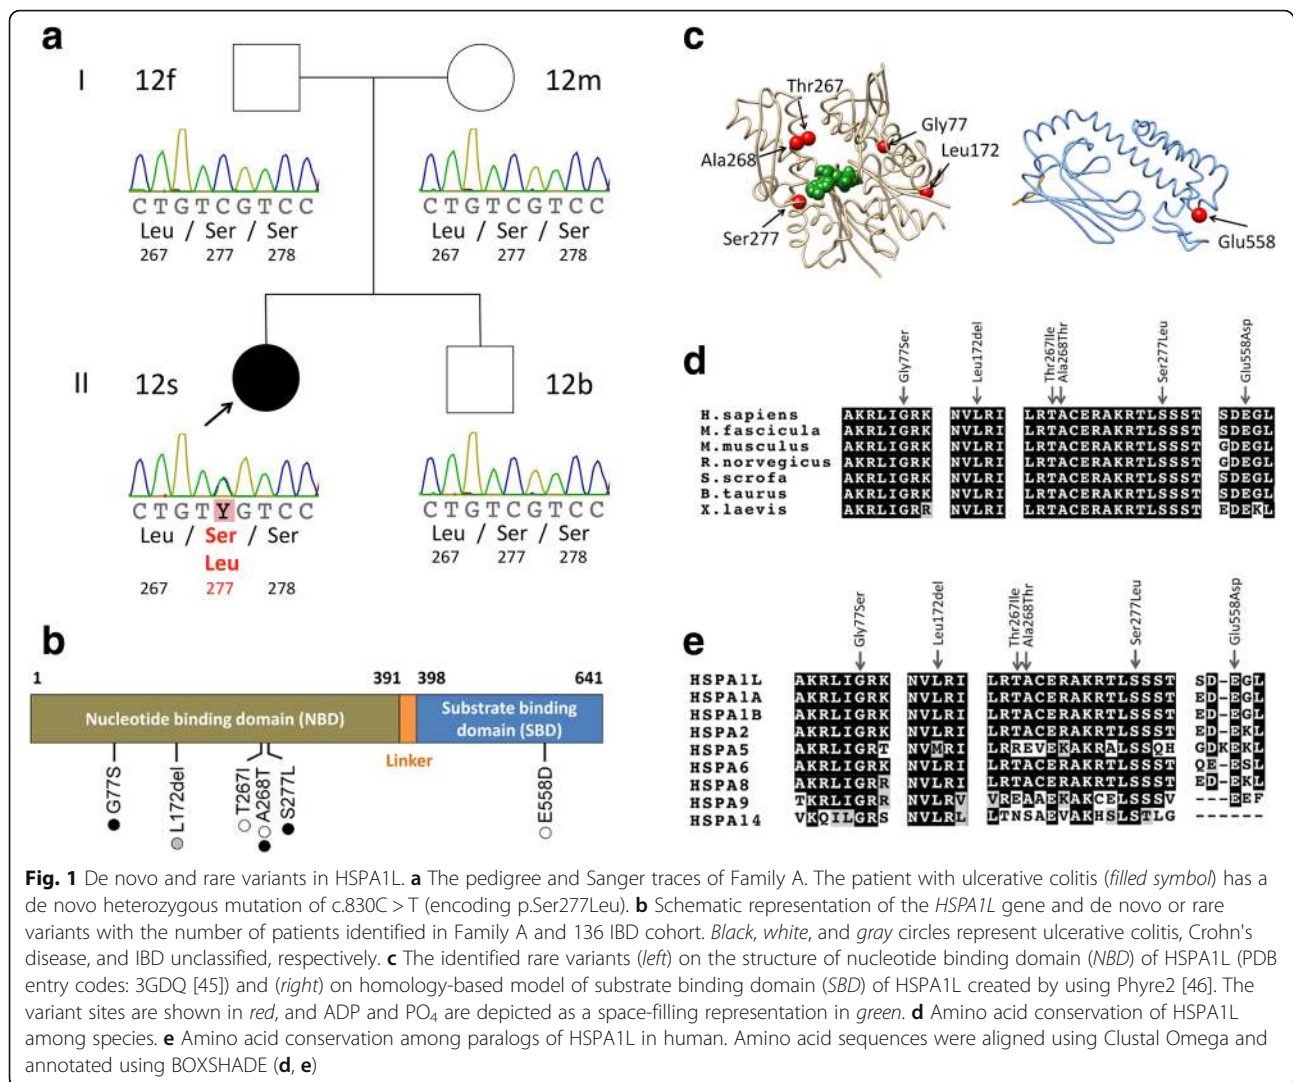 a
I
12f
12m
C T G T C G T C C
Leu / Ser / Ser
267 277 278
C T G T C G T C C
Leu / Ser / Ser
267 277 278
II
12s
12b
C T G T Y G T C C
Leu / Ser / Ser
Leu
267 277 278
C T G T C G T C C
Leu / Ser / Ser
267 277 278
b
1 391 398 641
Nucleotide binding domain (NBD)
Substrate binding
domain (SBD)
Linker
G77S
L172del
T267I
A268T
S277L
E558D
c
Thr267
Gly77
Ala268
Leu172
Ser277
Glu558
d
Gly77Ser
Leu172del
Thr267Ile
Ala268Thr
Ser277Leu
Glu558Asp
H.sapiens AKRLIGRK NVLRI LRTACERAKRTLSSST SDEGL
M.fascicula AKRLIGRK NVLRI LRTACERAKRTLSSST SDEGL
M.musculus AKRLIGRK NVLRI LRTACERAKRTLSSST GDEGL
R.norvegicus AKRLIGRK NVLRI LRTACERAKRTLSSST GDEGL
S.scrofa AKRLIGRK NVLRI LRTACERAKRTLSSST SDEGL
B.taurus AKRLIGRK NVLRI LRTACERAKRTLSSST SDEGL
X.laevis AKRLIGRR NVLRI LRTACERAKRTLSSST EDEKL
e
Gly77Ser
Leu172del
Thr267Ile
Ala268Thr
Ser277Leu
Glu558Asp
HSPA1L AKRLIGRK NVLRI LRTACERAKRTLSSST SD-EGL
HSPA1A AKRLIGRK NVLRI LRTACERAKRTLSSST ED-EGL
HSPA1B AKRLIGRK NVLRI LRTACERAKRTLSSST ED-EGL
HSPA2 AKRLIGRK NVLRI LRTACERAKRTLSSST ED-EKL
HSPA5 AKRLIGRT NVMRI LRREVEKAKRALSSQH GDKEKL
HSPA6 AKRLIGRK NVLRI LRTACERAKRTLSSST QE-ESL
HSPA8 AKRLIGRR NVLRI LRTACERAKRTLSSST ED-EKL
HSPA9 TKRLIGRR NVLRV VREAAEKAKCELSSSV ----EEF
HSPA14 VKQILGRS NVLRL LTNSAEVAKHSLSTLG ------
Fig. 1 De novo and rare variants in HSPA1L. a The pedigree and Sanger traces of Family A. The patient with ulcerative colitis (filled symbol) has a
de novo heterozygous mutation of c.830C > T (encoding p.Ser277Leu). b Schematic representation of the HSPA1L gene and de novo or rare
variants with the number of patients identified in Family A and 136 IBD cohort. Black, white, and gray circles represent ulcerative colitis, Crohn's
disease, and IBD unclassified, respectively. c The identified rare variants (left) on the structure of nucleotide binding domain (NBD) of HSPA1L (PDB
entry codes: 3GDQ [45]) and (right) on homology-based model of substrate binding domain (SBD) of HSPA1L created by using Phyre2 [46]. The
variant sites are shown in red, and ADP and PO₄ are depicted as a space-filling representation in green. d Amino acid conservation of HSPA1L
among species. e Amino acid conservation among paralogs of HSPA1L in human. Amino acid sequences were aligned using Clustal Omega and
annotated using BOXSHADE (d, e)